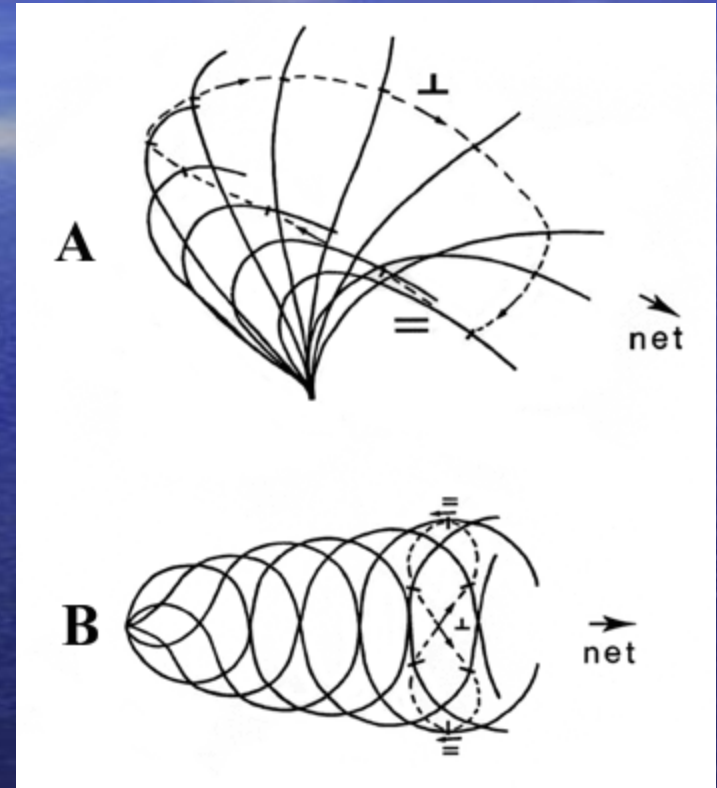 ⊥
A
=
net
=
B
⊥
net
=